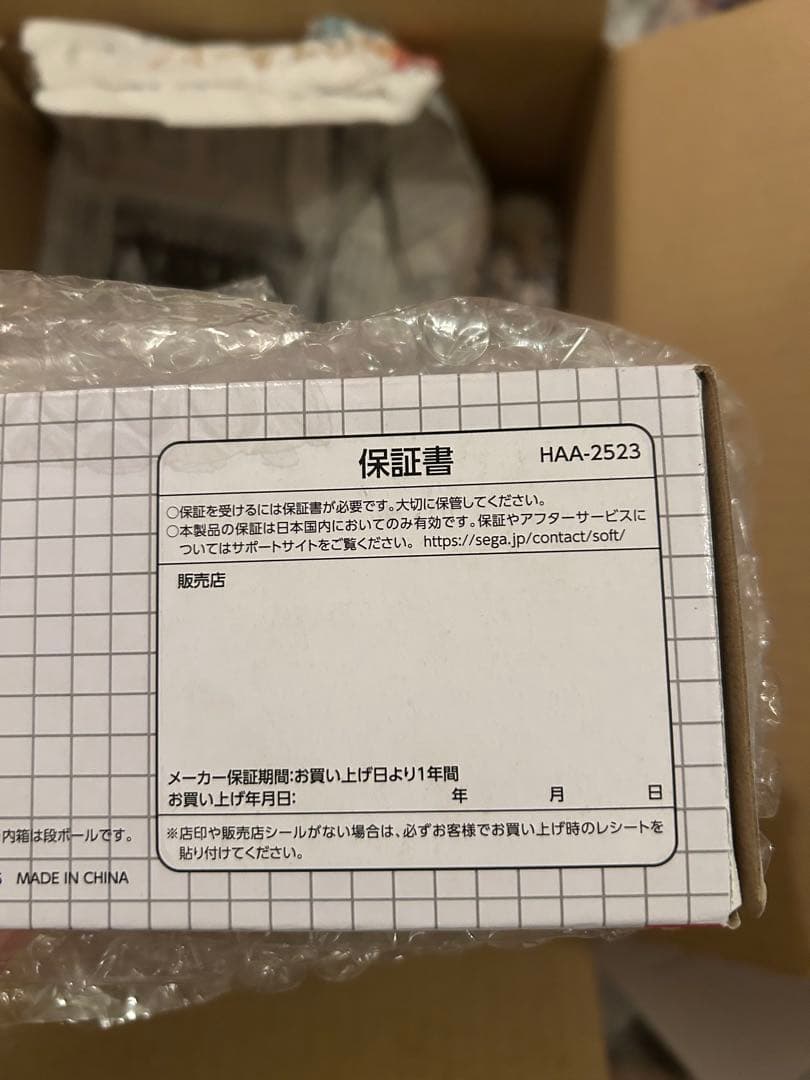 保証書 HAA-2523
○保証を受けるには保証書が必要です。大切に保管してください。
○本製品の保証は日本国内においてのみ有効です。保証やアフターサービスに
ついてはサポートサイトをご覧ください。 https://sega.jp/contact/soft/
販売店
メーカー保証期間:お買い上げ日より1年間
お買い上げ年月日: 年 月 日
※店印や販売店シールがない場合は、必ずお客様でお買い上げ時のレシートを
貼り付けてください。
内箱は段ボールです。
MADE IN CHINA